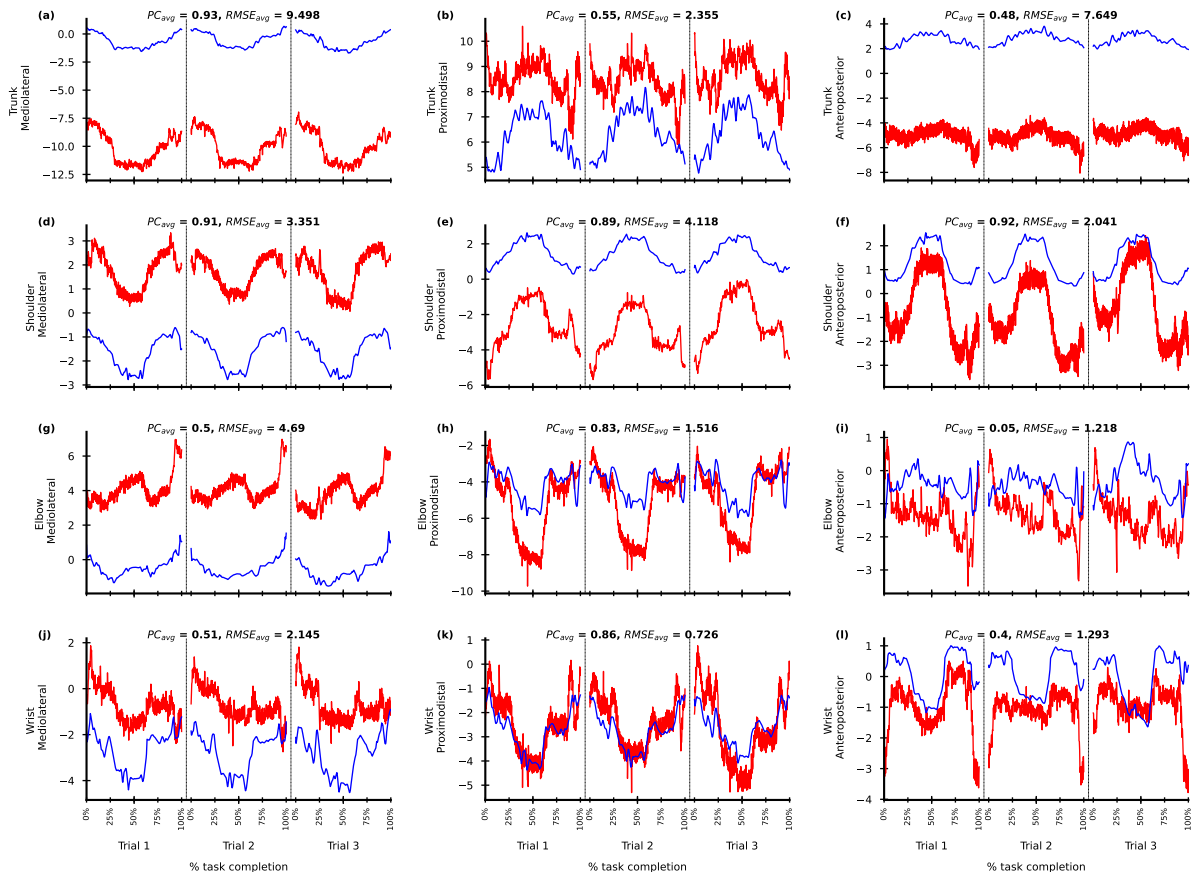 (a) PC_avg = 0.93, RMSE_avg = 9.498
Trunk
Mediolateral
0.0
−2.5
−5.0
−7.5
−10.0
−12.5
(b) PC_avg = 0.55, RMSE_avg = 2.355
Trunk
Proximodistal
10
9
8
7
6
5
(c) PC_avg = 0.48, RMSE_avg = 7.649
Trunk
Anteroposterior
4
2
0
−2
−4
−6
−8
(d) PC_avg = 0.91, RMSE_avg = 3.351
Shoulder
Mediolateral
3
2
1
0
−1
−2
−3
(e) PC_avg = 0.89, RMSE_avg = 4.118
Shoulder
Proximodistal
2
0
−2
−4
−6
(f) PC_avg = 0.92, RMSE_avg = 2.041
Shoulder
Anteroposterior
2
1
0
−1
−2
−3
(g) PC_avg = 0.5, RMSE_avg = 4.69
Elbow
Mediolateral
6
4
2
0
(h) PC_avg = 0.83, RMSE_avg = 1.516
Elbow
Proximodistal
−2
−4
−6
−8
−10
(i) PC_avg = 0.05, RMSE_avg = 1.218
Elbow
Anteroposterior
1
0
−1
−2
−3
(j) PC_avg = 0.51, RMSE_avg = 2.145
Wrist
Mediolateral
2
0
−2
−4
0% 25% 50% 75% 100% 25% 50% 75% 100% 25% 50% 75% 100%
Trial 1 Trial 2 Trial 3
% task completion
(k) PC_avg = 0.86, RMSE_avg = 0.726
Wrist
Proximodistal
1
0
−1
−2
−3
−4
−5
0% 25% 50% 75% 100% 25% 50% 75% 100% 25% 50% 75% 100%
Trial 1 Trial 2 Trial 3
% task completion
(l) PC_avg = 0.4, RMSE_avg = 1.293
Wrist
Anteroposterior
1
0
−1
−2
−3
−4
0% 25% 50% 75% 100% 25% 50% 75% 100% 25% 50% 75% 100%
Trial 1 Trial 2 Trial 3
% task completion